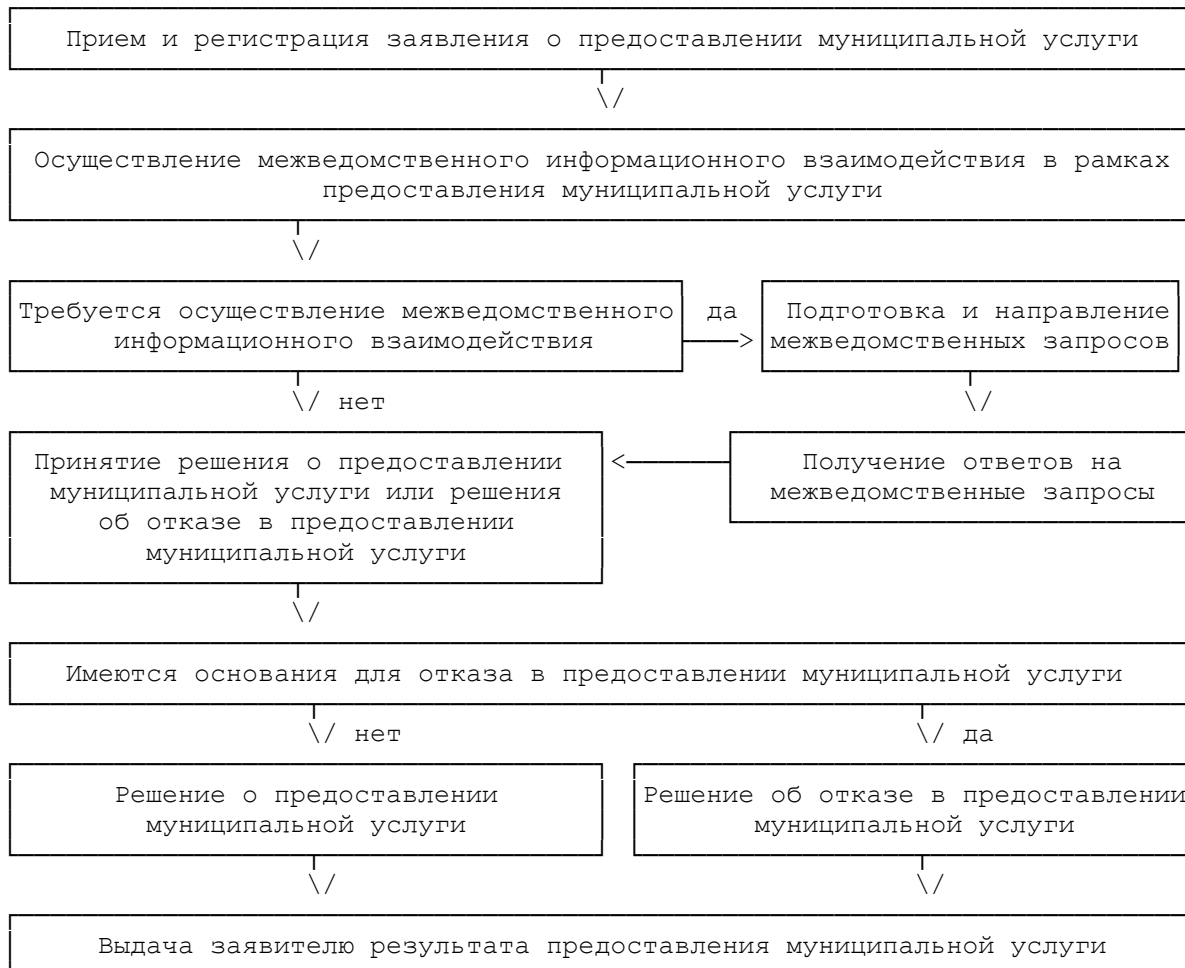 Прием и регистрация заявления о предоставлении муниципальной услуги
Осуществление межведомственного информационного взаимодействия в рамках
предоставления муниципальной услуги
Требуется осуществление межведомственного
информационного взаимодействия
да
Подготовка и направление
межведомственных запросов
нет
Принятие решения о предоставлении
муниципальной услуги или решения
об отказе в предоставлении
муниципальной услуги
Получение ответов на
межведомственные запросы
Имеются основания для отказа в предоставлении муниципальной услуги
нет
да
Решение о предоставлении
муниципальной услуги
Решение об отказе в предоставлении
муниципальной услуги
Выдача заявителю результата предоставления муниципальной услуги